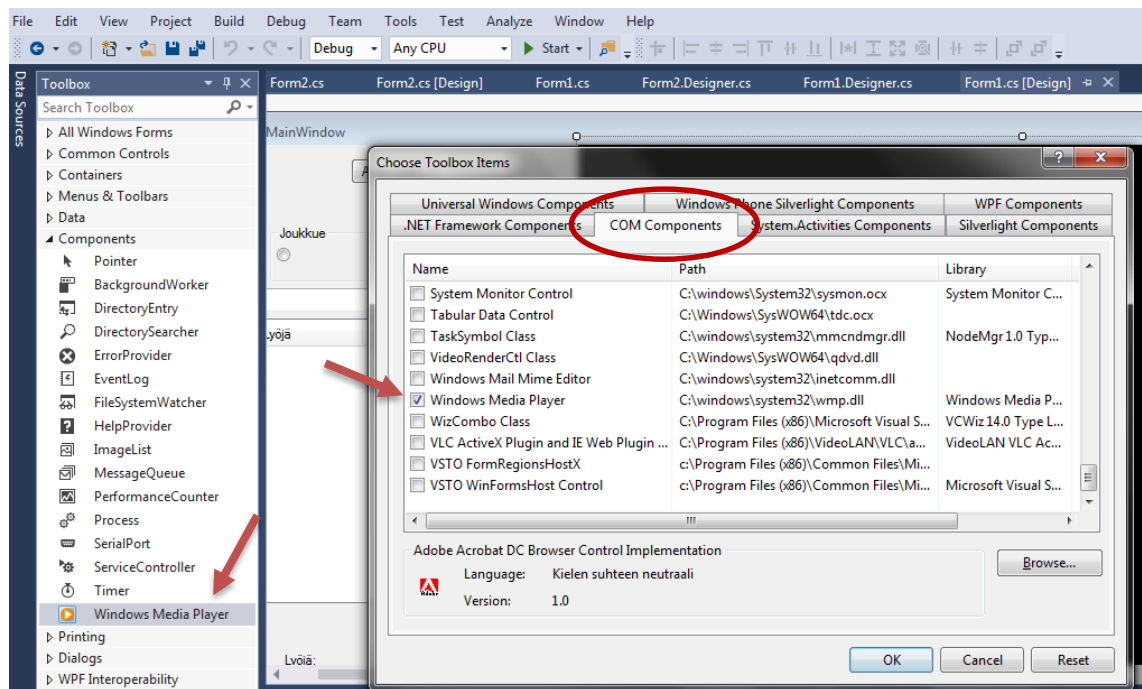 File Edit View Project Build Debug Team Tools Test Analyze Window Help
Debug Any CPU Start
Data Sources
Toolbox
Form2.cs Form2.cs [Design] Form1.cs Form2.Designer.cs Form1.Designer.cs Form1.cs [Design]
Search Toolbox
All Windows Forms
Common Controls
Containers
Menus & Toolbars
Data
Components
Pointer
BackgroundWorker
DirectoryEntry
DirectorySearcher
ErrorProvider
EventLog
FileSystemWatcher
HelpProvider
ImageList
MessageQueue
PerformanceCounter
Process
SerialPort
ServiceController
Timer
Windows Media Player
Printing
Dialogs
WPF Interoperability
MainWindow
A
Joukkue
yöjä
Lyöjä:
Choose Toolbox Items
?
Universal Windows Components Windows Phone Silverlight Components WPF Components
.NET Framework Components COM Components System.Activities Components Silverlight Components
Name Path Library
System Monitor Control C:\windows\System32\sysmon.ocx System Monitor C...
Tabular Data Control C:\Windows\SysWOW64\tdc.ocx
TaskSymbol Class C:\Windows\system32\mmcndmgr.dll NodeMgr 1.0 Typ...
VideoRenderCtl Class C:\Windows\SysWOW64\qdvd.dll
Windows Mail Mime Editor C:\windows\system32\inetcomm.dll
Windows Media Player C:\windows\system32\wmp.dll Windows Media P...
WizCombo Class C:\Program Files (x86)\Microsoft Visual S... VCWiz 14.0 Type L...
VLC ActiveX Plugin and IE Web Plugin ... C:\Program Files (x86)\VideoLAN\VLC\a... VideoLAN VLC Ac...
VSTO FormRegionsHostX c:\Program Files (x86)\Common Files\Mi...
VSTO WinFormsHost Control c:\Program Files (x86)\Common Files\Mi... Microsoft Visual S...
Adobe Acrobat DC Browser Control Implementation
Language: Kielen suhteen neutraali
Version: 1.0
Browse...
OK Cancel Reset